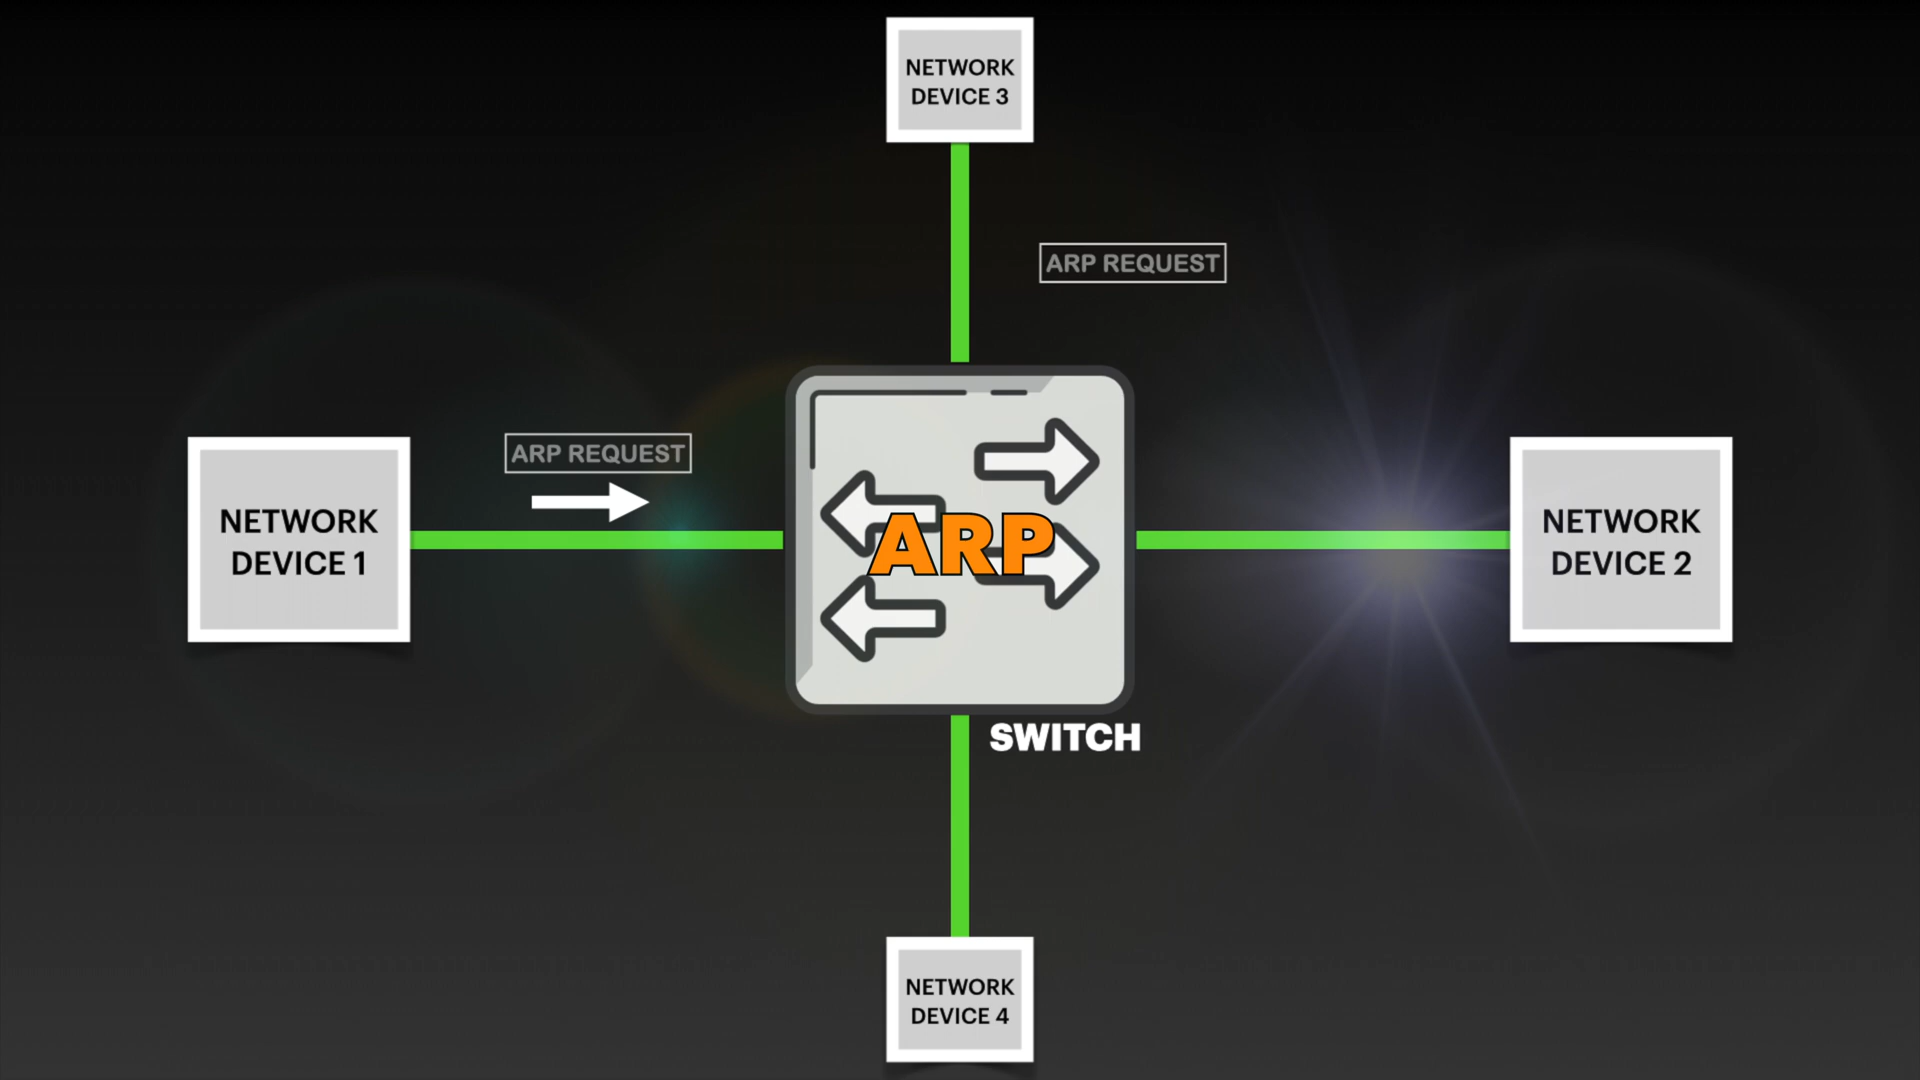 NETWORK
DEVICE 3
ARP REQUEST
ARP REQUEST
NETWORK
DEVICE 1
ARP
NETWORK
DEVICE 2
SWITCH
NETWORK
DEVICE 4